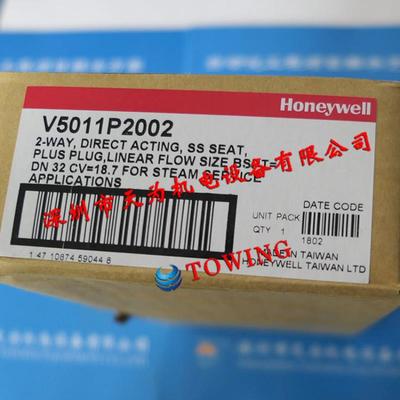 Honeywell
V5011P2002
2-WAY, DIRECT ACTING, SS SEAT,
PLUS PLUG, LINEAR FLOW SIZE BSPT=
DN 32 CV=18.7 FOR STEAM SERVICE
APPLICATIONS
DATE CODE
UNIT PACK
QTY 1
1802
MADE IN TAIWAN
HONEYWELL TAIWAN LTD
1 47 10874 59044 8
深圳市天为机电设备有限公司
TOWING